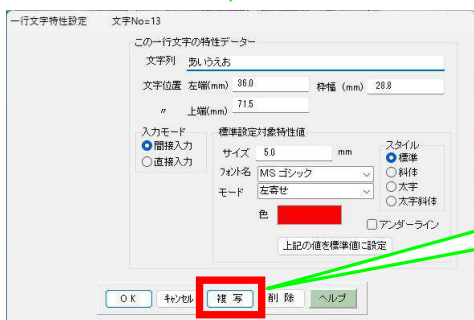 一行文字特性設定 文字No=13
この一行文字の特性データー
文字列 あいうえお
文字位置 左端(mm) 36.0 枠幅 (mm) 28.8
〃 上端(mm) 71.5
入力モード
間接入力
直接入力
標準設定対象特性値
サイズ 5.0 mm
フォント名 MS ゴシック
モード 左寄せ
色
スタイル
標準
斜体
太字
太字斜体
アンダーライン
上記の値を標準値に設定
OK キャンセル 複写 削除 ヘルプ